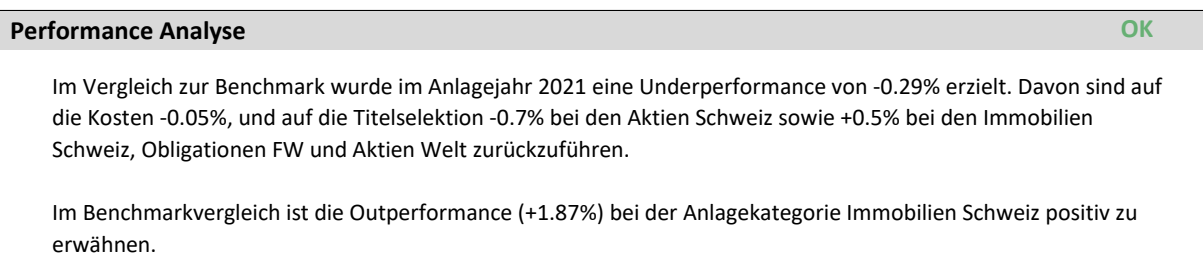 Performance Analyse OK
Im Vergleich zur Benchmark wurde im Anlagejahr 2021 eine Underperformance von -0.29% erzielt. Davon sind auf
die Kosten -0.05%, und auf die Titelselektion -0.7% bei den Aktien Schweiz sowie +0.5% bei den Immobilien
Schweiz, Obligationen FW und Aktien Welt zurückzuführen.
Im Benchmarkvergleich ist die Outperformance (+1.87%) bei der Anlagekategorie Immobilien Schweiz positiv zu
erwähnen.